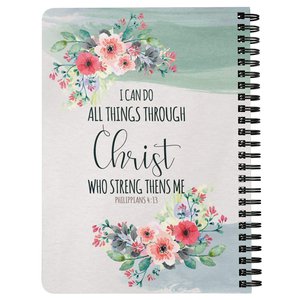 I CAN DO
ALL THINGS THROUGH
Christ
WHO STRENG THENS ME
PHILIPPIANS 4:13